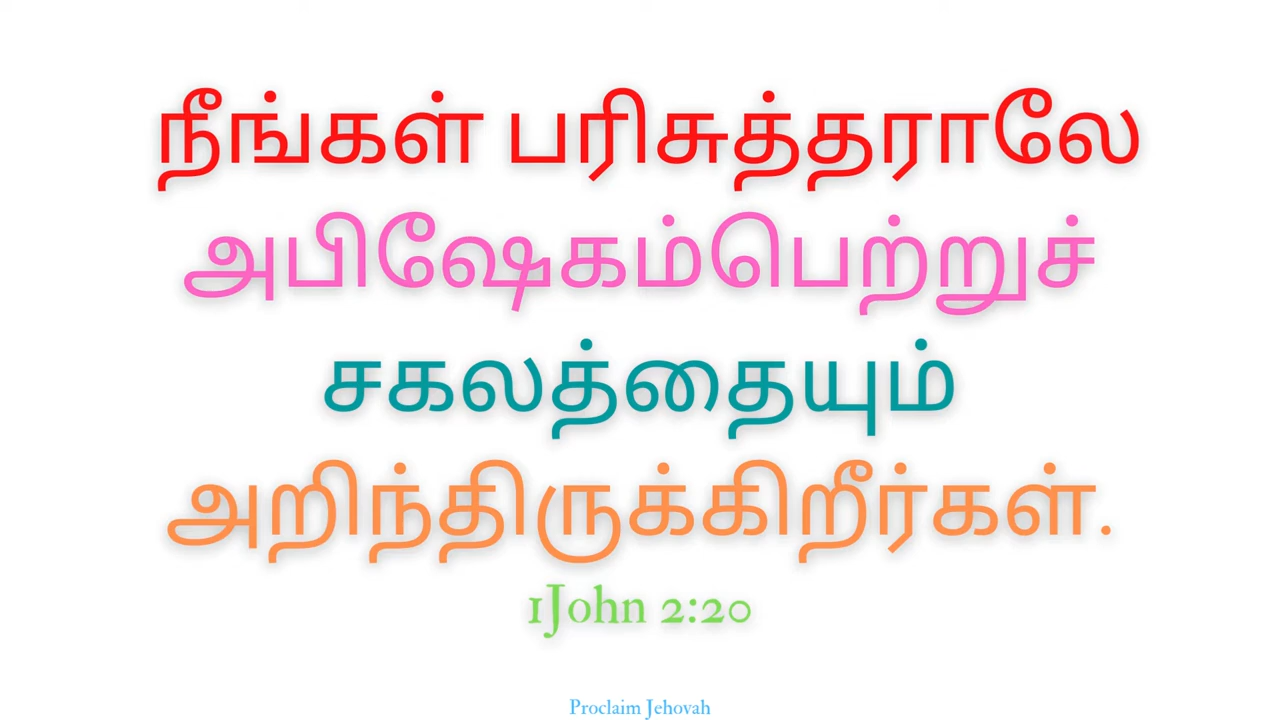 நீங்கள் பரிசுத்தராலே
அபிஷேகம்பெற்றுச்
சகலத்தையும்
அறிந்திருக்கிறீர்கள்.
1John 2:20
Proclaim Jehovah